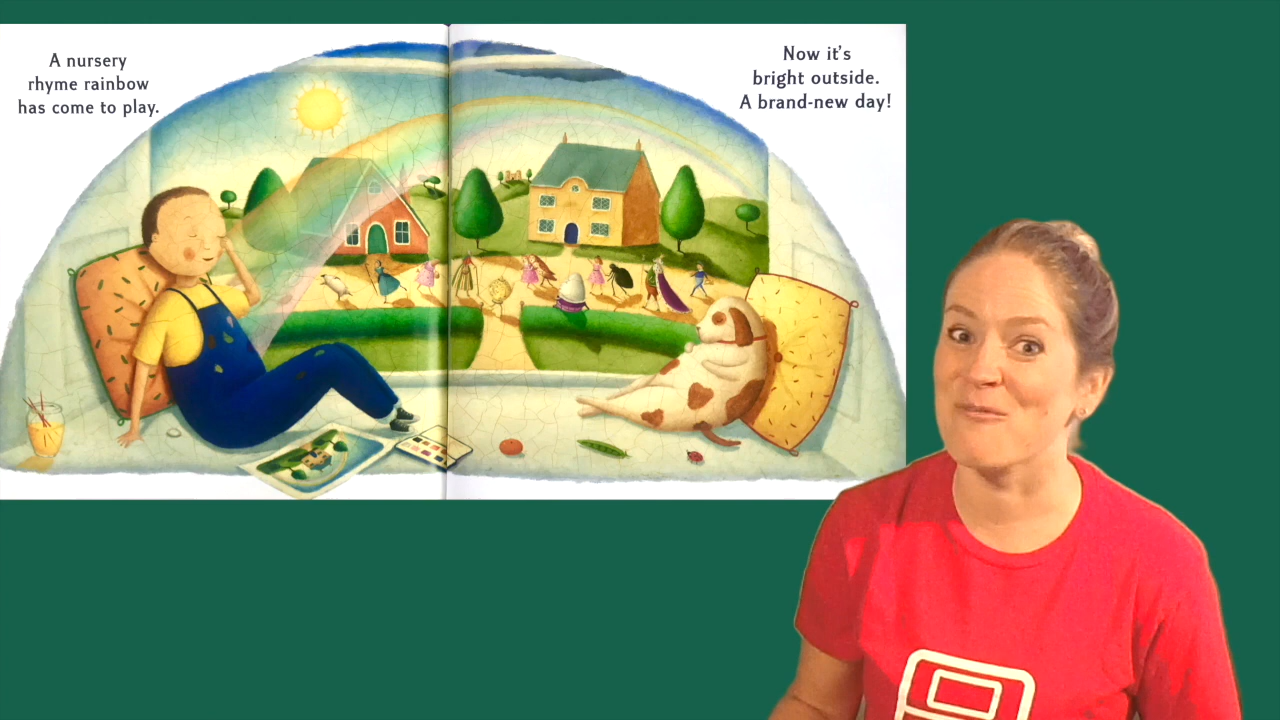 A nursery
rhyme rainbow
has come to play.
Now it's
bright outside.
A brand-new day!